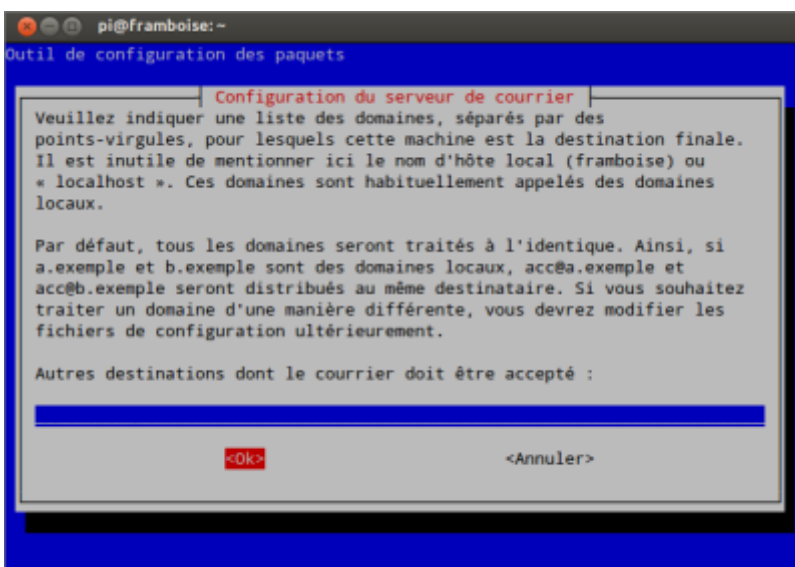 pi@framboise: ~
Outil de configuration des paquets
Configuration du serveur de courrier
Veuillez indiquer une liste des domaines, séparés par des
points-virgules, pour lesquels cette machine est la destination finale.
Il est inutile de mentionner ici le nom d'hôte local (framboise) ou
« localhost ». Ces domaines sont habituellement appelés des domaines
locaux.
Par défaut, tous les domaines seront traités à l'identique. Ainsi, si
a.exemple et b.exemple sont des domaines locaux, acc@a.exemple et
acc@b.exemple seront distribués au même destinataire. Si vous souhaitez
traiter un domaine d'une manière différente, vous devrez modifier les
fichiers de configuration ultérieurement.
Autres destinations dont le courrier doit être accepté :
<Ok> <Annuler>